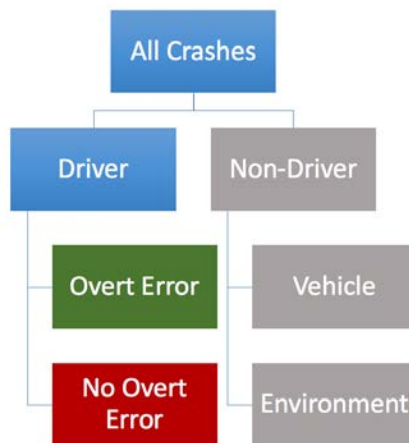 All Crashes
Driver
Non-Driver
Overt Error
Vehicle
No Overt
Error
Environment